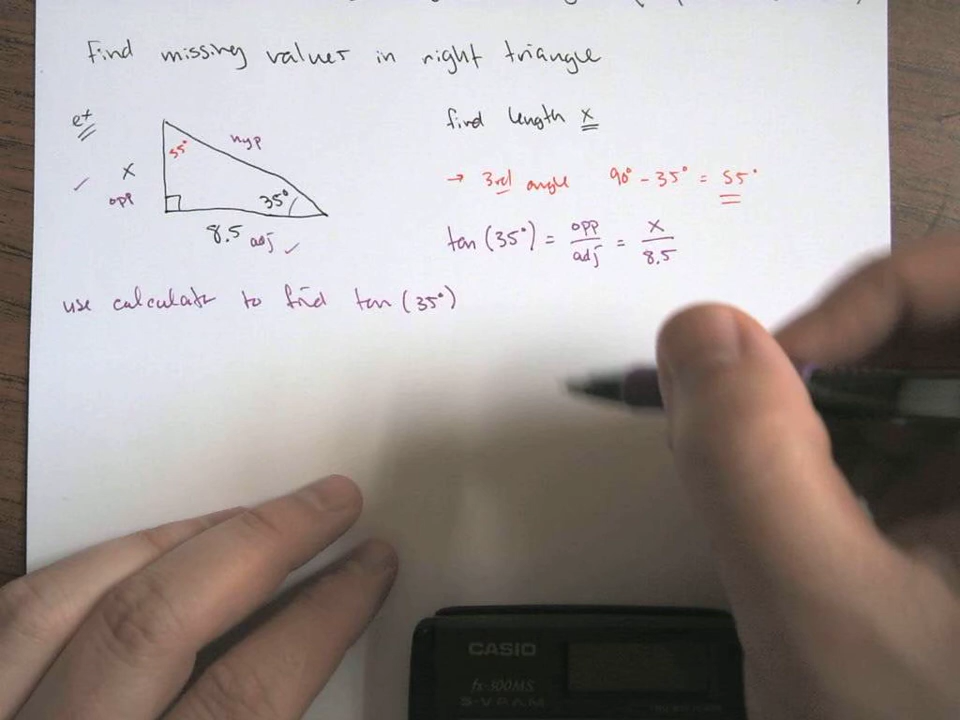 Find missing values in right triangle
ex
find length x
55°
hyp
x
opp
35°
8.5 adj
→ 3rd angle 90° - 35° = 55°
tan (35°) = opp/adj = x/8.5
use calculator to find tan (35°)
CASIO
fx-300MS
S-V.P.A.M.